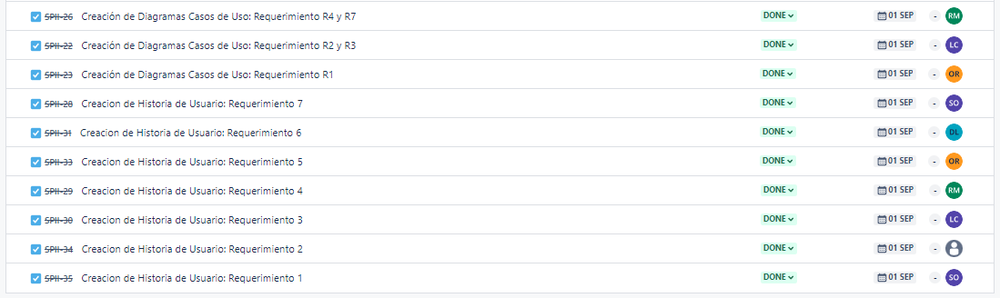 SPII-26 Creación de Diagramas Casos de Uso: Requerimiento R4 y R7 DONE 01 SEP - RM
SPII-22 Creación de Diagramas Casos de Uso: Requerimiento R2 y R3 DONE 01 SEP - LC
SPII-23 Creación de Diagramas Casos de Uso: Requerimiento R1 DONE 01 SEP - OR
SPII-28 Creacion de Historia de Usuario: Requerimiento 7 DONE 01 SEP - SO
SPII-31 Creacion de Historia de Usuario: Requerimiento 6 DONE 01 SEP - DL
SPII-33 Creacion de Historia de Usuario: Requerimiento 5 DONE 01 SEP - OR
SPII-29 Creacion de Historia de Usuario: Requerimiento 4 DONE 01 SEP - RM
SPII-30 Creacion de Historia de Usuario: Requerimiento 3 DONE 01 SEP - LC
SPII-34 Creacion de Historia de Usuario: Requerimiento 2 DONE 01 SEP -
SPII-35 Creacion de Historia de Usuario: Requerimiento 1 DONE 01 SEP - SO